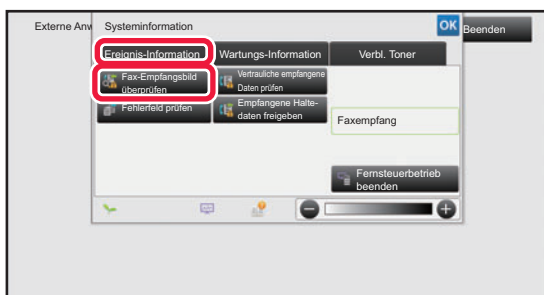 Externe Anw
Systeminformation
OK
Beenden
Ereignis-Information
Wartungs-Information
Verbl. Toner
Fax-Empfangsbild
überprüfen
Vertrauliche empfangene
Daten prüfen
Fehlerfeld prüfen
Empfangene Halte-
daten freigeben
Faxempfang
Fernsteuerbetrieb
beenden